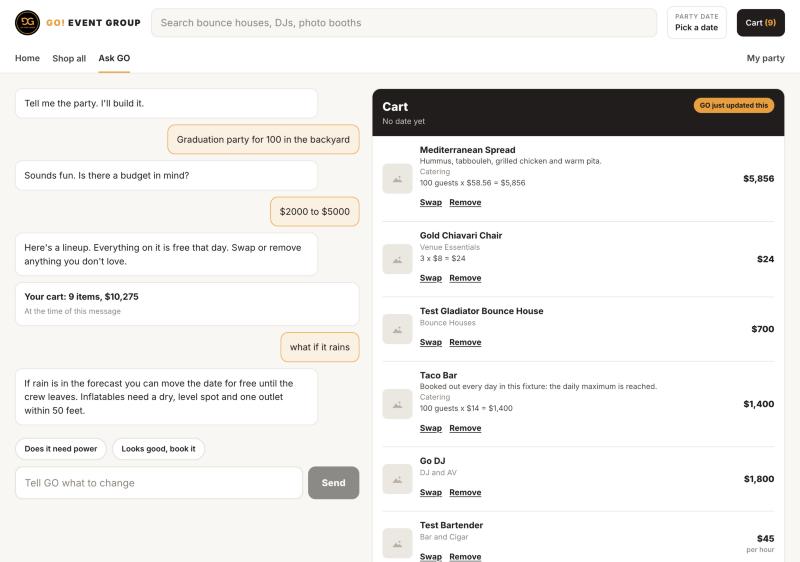 GO! EVENT GROUP
Search bounce houses, DJs, photo booths
PARTY DATE
Pick a date
Cart (9)
Home
Shop all
Ask GO
My party
Tell me the party. I'll build it.
Graduation party for 100 in the backyard
Sounds fun. Is there a budget in mind?
$2000 to $5000
Here's a lineup. Everything on it is free that day. Swap or remove
anything you don't love.
Your cart: 9 items, $10,275
At the time of this message
what if it rains
If rain is in the forecast you can move the date for free until the
crew leaves. Inflatables need a dry, level spot and one outlet
within 50 feet.
Does it need power
Looks good, book it
Tell GO what to change
Send
Cart
No date yet
GO just updated this
Mediterranean Spread
Hummus, tabbouleh, grilled chicken and warm pita.
Catering
100 guests x $58.56 = $5,856
$5,856
Swap Remove
Gold Chiavari Chair
Venue Essentials
3 x $8 = $24
$24
Swap Remove
Test Gladiator Bounce House
Bounce Houses
$700
Swap Remove
Taco Bar
Booked out every day in this fixture: the daily maximum is reached.
Catering
100 guests x $14 = $1,400
$1,400
Swap Remove
Go DJ
DJ and AV
$1,800
Swap Remove
Test Bartender
Bar and Cigar
$45
per hour
Swap Remove